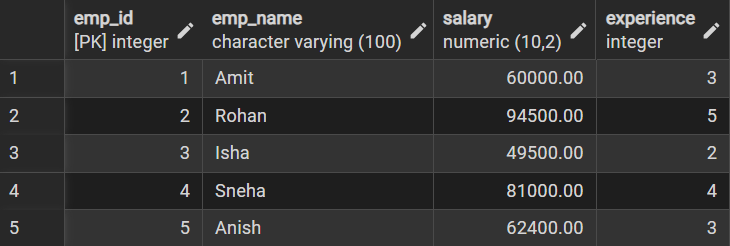 emp_id emp_name salary experience
[PK] integer character varying (100) numeric (10,2) integer
1 1 Amit 60000.00 3
2 2 Rohan 94500.00 5
3 3 Isha 49500.00 2
4 4 Sneha 81000.00 4
5 5 Anish 62400.00 3